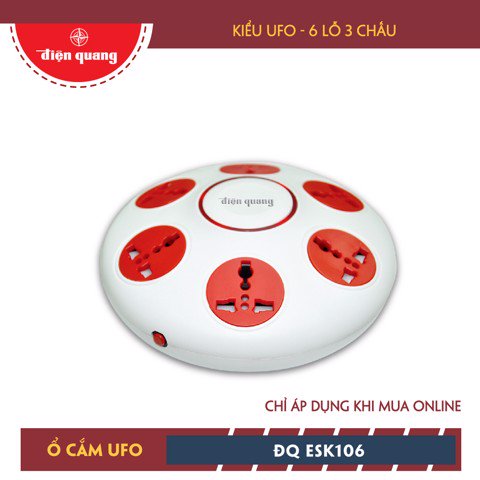 điện quang
KIỂU UFO - 6 LỖ 3 CHẤU
điện quang
CHỈ ÁP DỤNG KHI MUA ONLINE
Ổ CẮM UFO
ĐQ ESK106